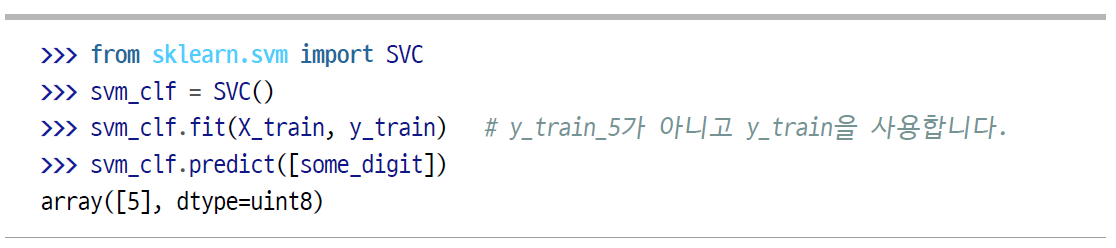 >>> from sklearn.svm import SVC
>>> svm_clf = SVC()
>>> svm_clf.fit(X_train, y_train)   # y_train_5가 아니고 y_train을 사용합니다.
>>> svm_clf.predict([some_digit])
array([5], dtype=uint8)